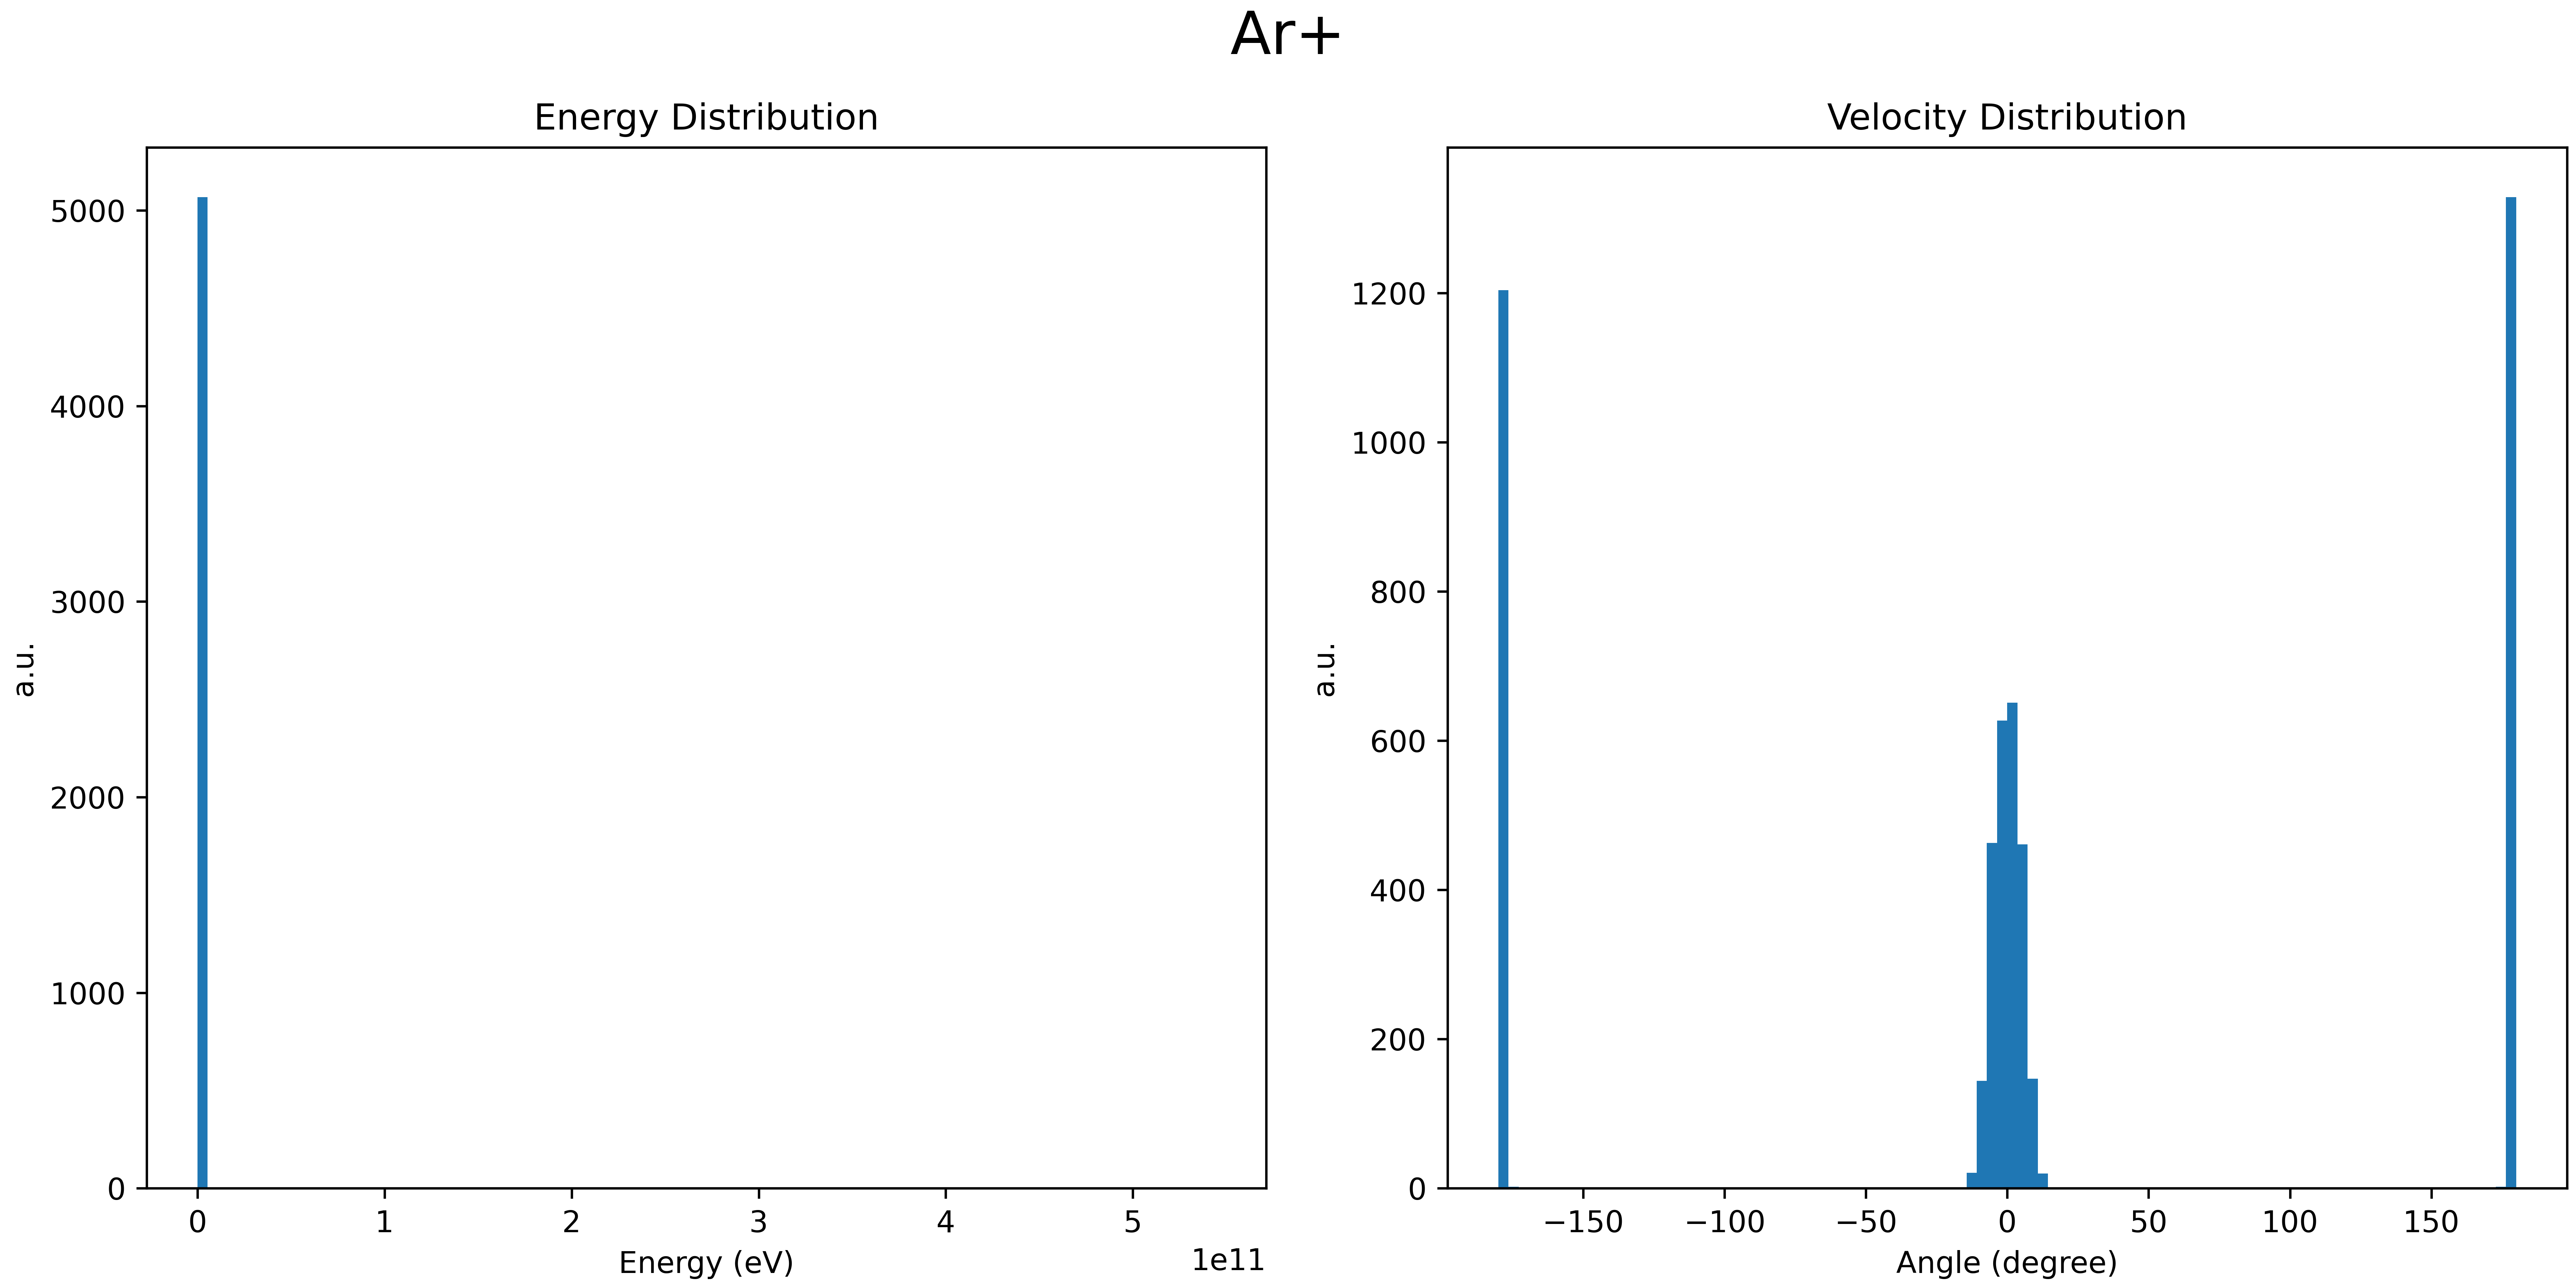 Ar+
Energy Distribution
5000
4000
3000
2000
1000
0
a.u.
0 1 2 3 4 5
1e11
Energy (eV)
Velocity Distribution
1200
1000
800
600
400
200
0
a.u.
−150 −100 −50 0 50 100 150
Angle (degree)